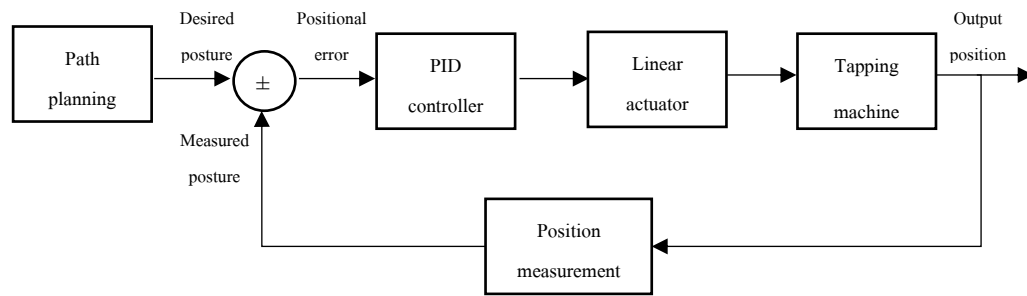 Desired
posture
Positional
error
Output
position
Path
planning
±
PID
controller
Linear
actuator
Tapping
machine
Measured
posture
Position
measurement